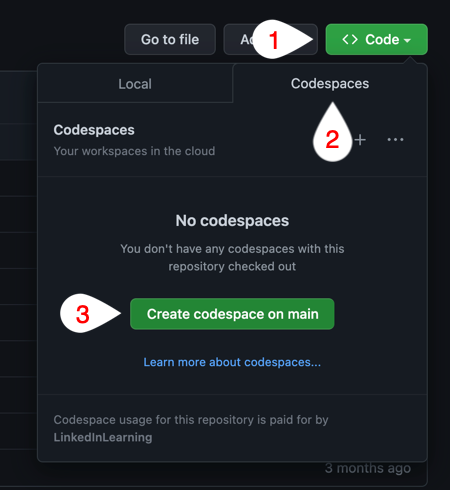 Go to file
Ad
1
<> Code
Local
Codespaces
Codespaces
Your workspaces in the cloud
2
+
...
No codespaces
You don't have any codespaces with this
repository checked out
3
Create codespace on main
Learn more about codespaces...
Codespace usage for this repository is paid for by
LinkedInLearning
3 months ago